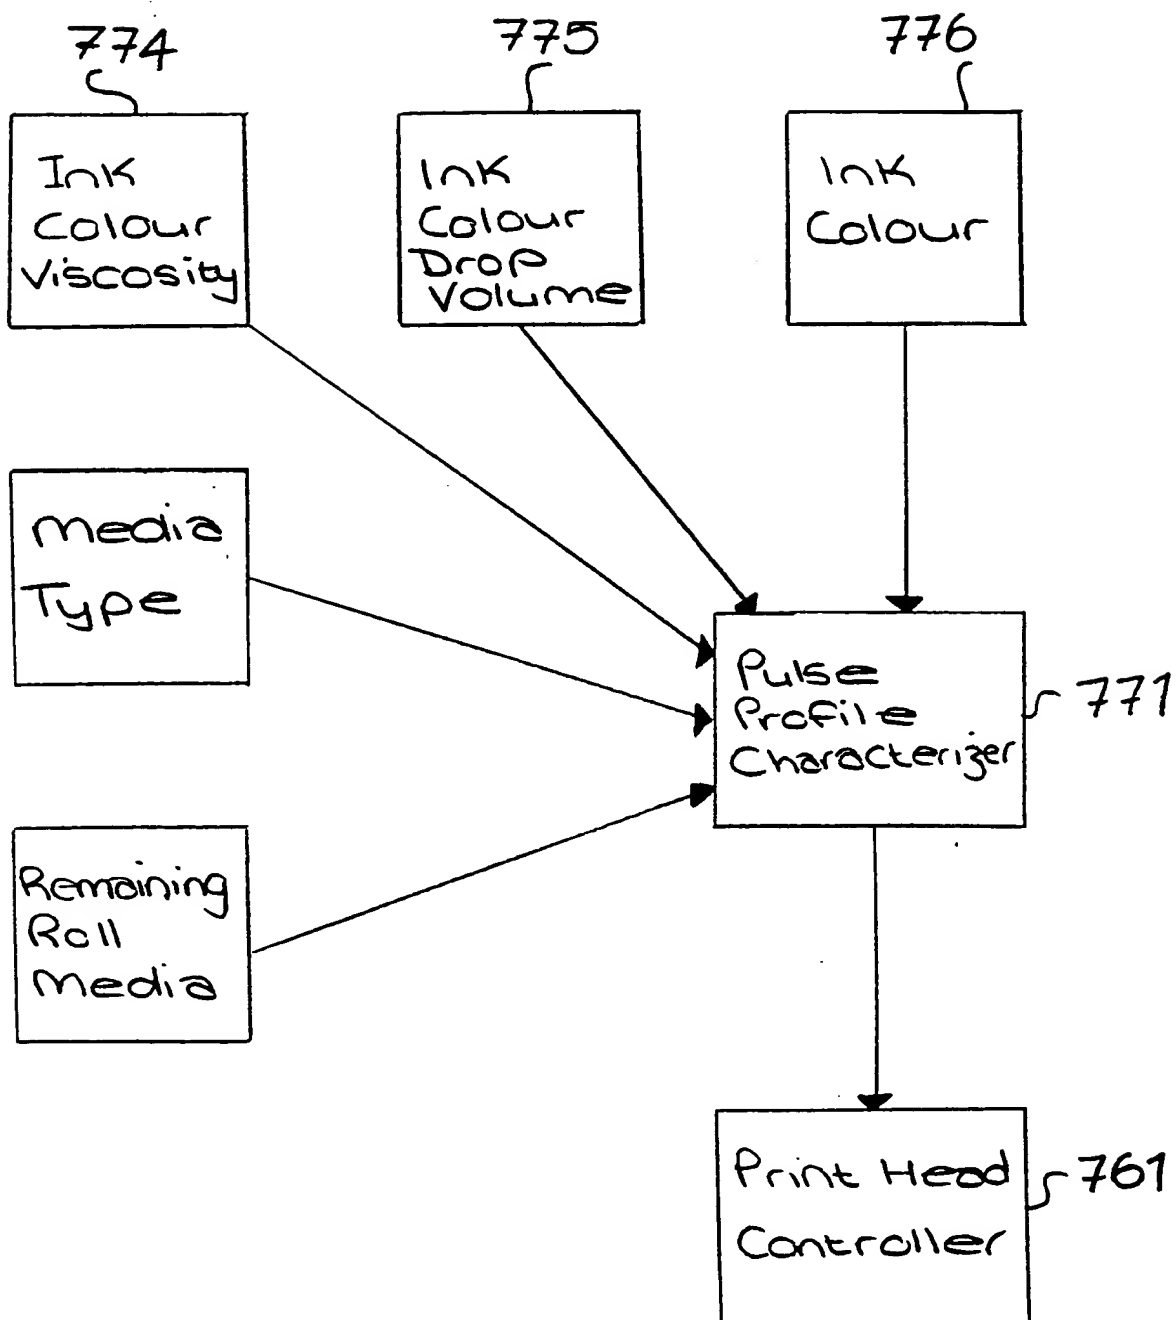 774
775
776
Ink
Colour
Viscosity
Ink
Colour
Drop
Volume
Ink
Colour
Media
Type
Pulse
Profile
Characterizer
771
Remaining
Roll
Media
Print Head
Controller
761